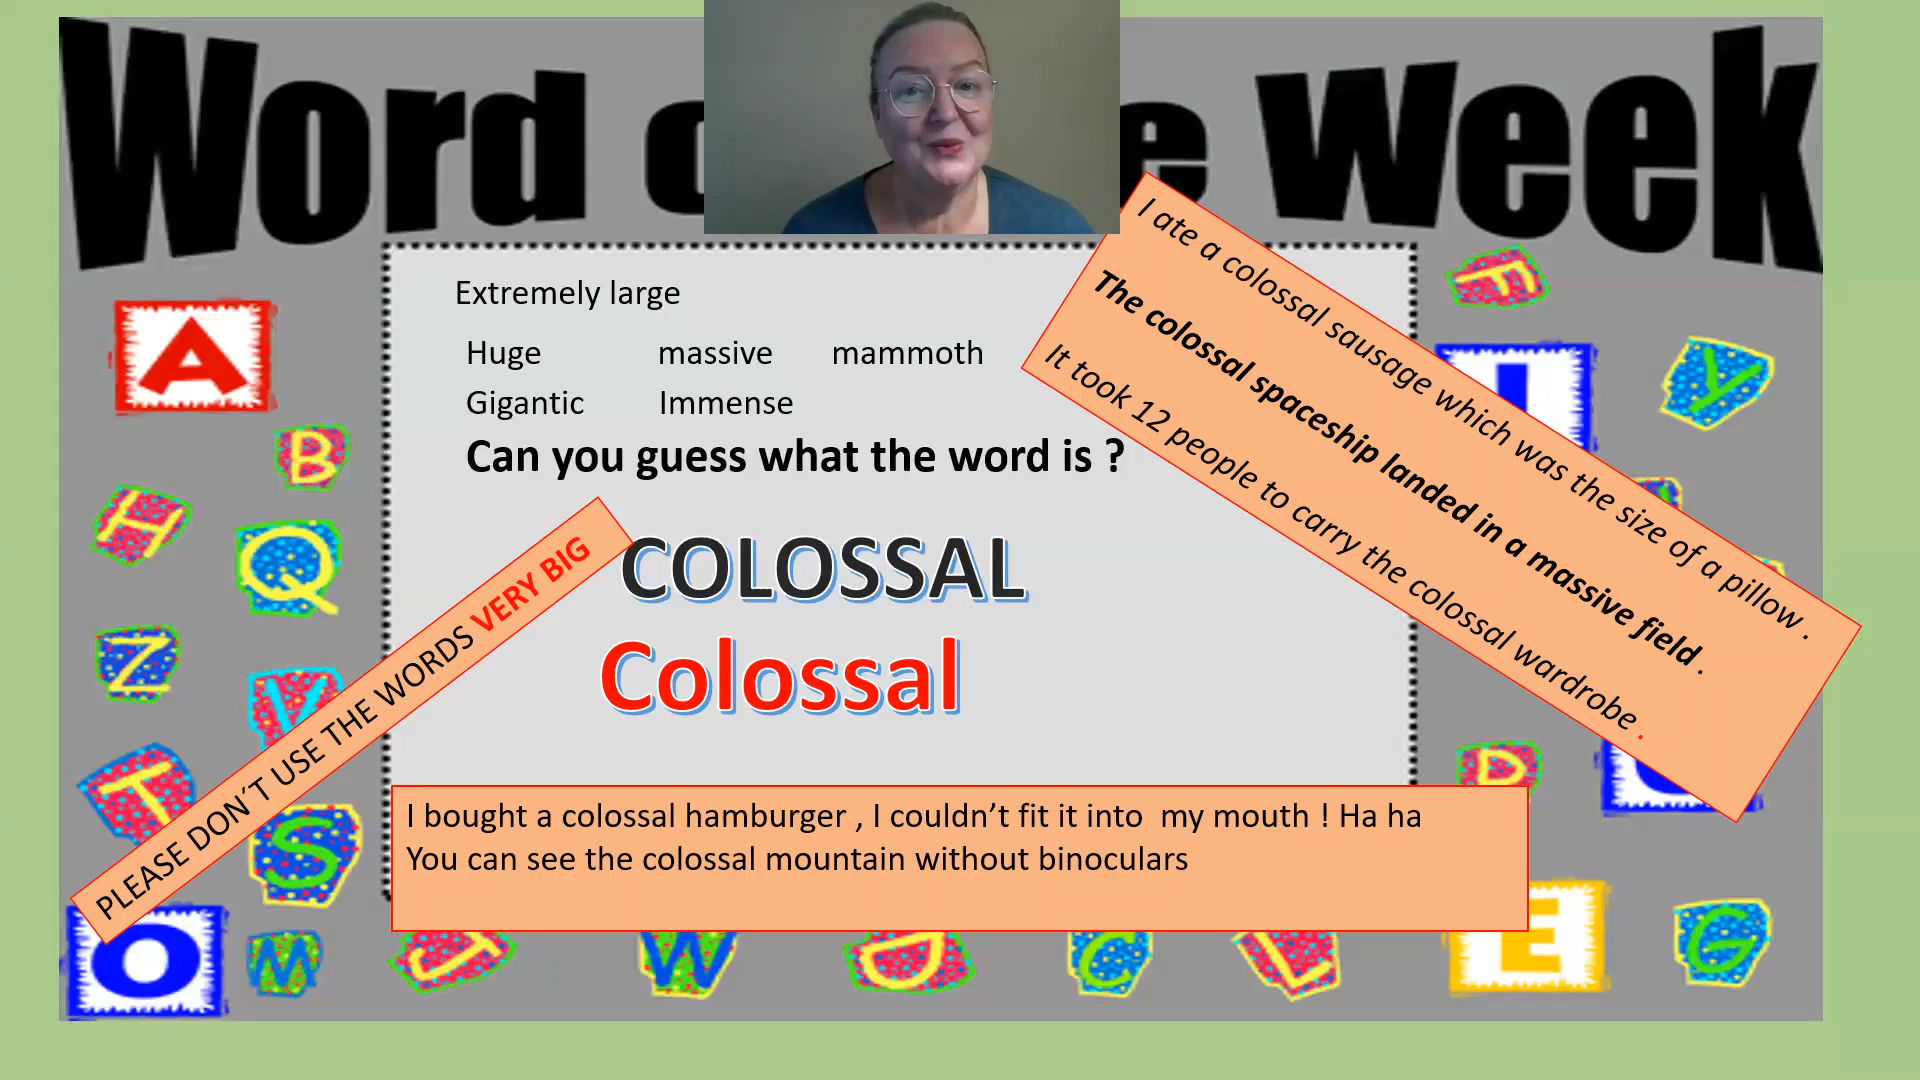 Word o e Week
Extremely large
Huge massive mammoth
Gigantic Immense
Can you guess what the word is ?
COLOSSAL
Colossal
I ate a colossal sausage which was the size of a pillow .
The colossal spaceship landed in a massive field .
It took 12 people to carry the colossal wardrobe .
PLEASE DON´T USE THE WORDS VERY BIG
I bought a colossal hamburger , I couldn’t fit it into my mouth ! Ha ha
You can see the colossal mountain without binoculars
A
B
H
Q
Z
V
T
S
O
M
J
W
D
C
L
E
G
F
Y
I
D